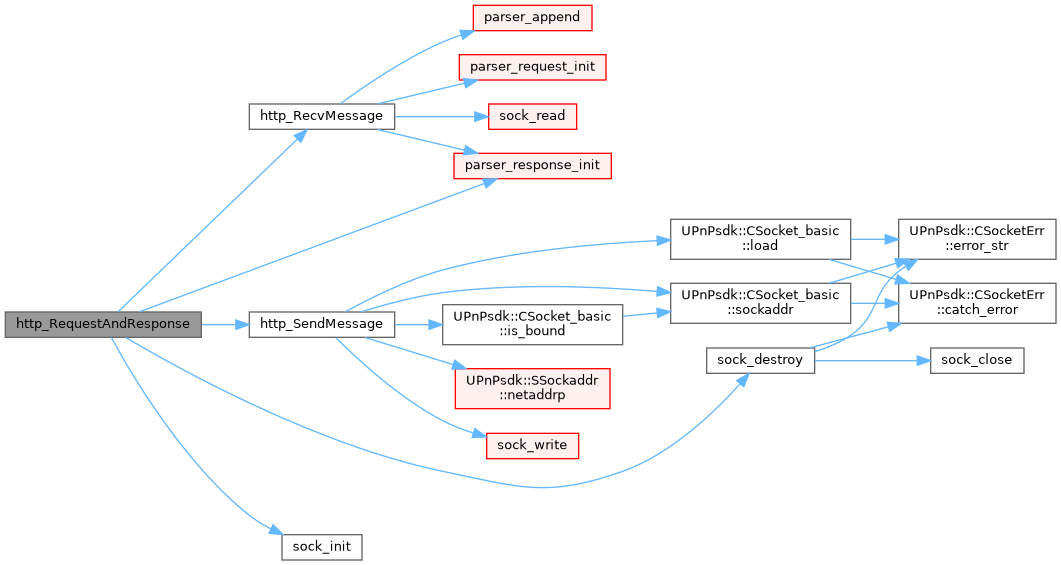 parser_append
parser_request_init
http_RecvMessage
sock_read
parser_response_init
UPnPsdk::CSocket_basic
::load
UPnPsdk::CSocketErr
::error_str
http_RequestAndResponse
http_SendMessage
UPnPsdk::CSocket_basic
::is_bound
UPnPsdk::CSocket_basic
::sockaddr
UPnPsdk::CSocketErr
::catch_error
sock_destroy
sock_close
UPnPsdk::SSockaddr
::netaddrp
sock_write
sock_init